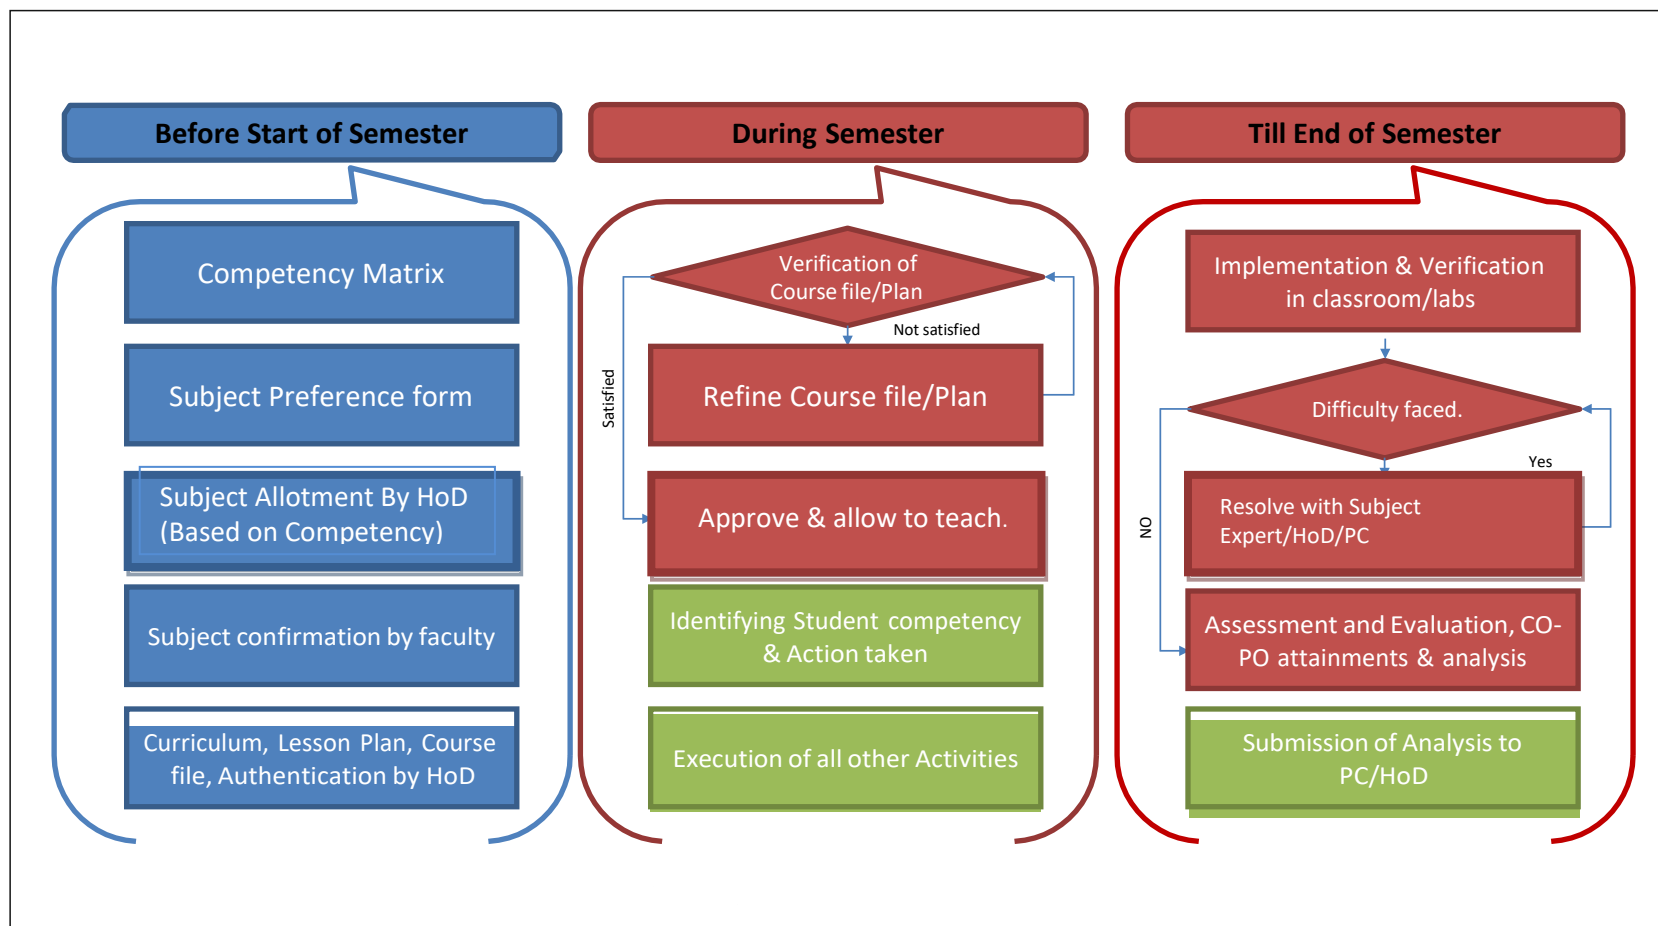 Before Start of Semester
Competency Matrix
Subject Preference form
Subject Allotment By HoD
(Based on Competency)
Subject confirmation by faculty
Curriculum, Lesson Plan, Course
file, Authentication by HoD
During Semester
Verification of
Course file/Plan
Not satisfied
Satisfied
Refine Course file/Plan
Approve & allow to teach.
Identifying Student competency
& Action taken
Execution of all other Activities
Till End of Semester
Implementation & Verification
in classroom/labs
Difficulty faced.
Yes
NO
Resolve with Subject
Expert/HoD/PC
Assessment and Evaluation, CO-
PO attainments & analysis
Submission of Analysis to
PC/HoD